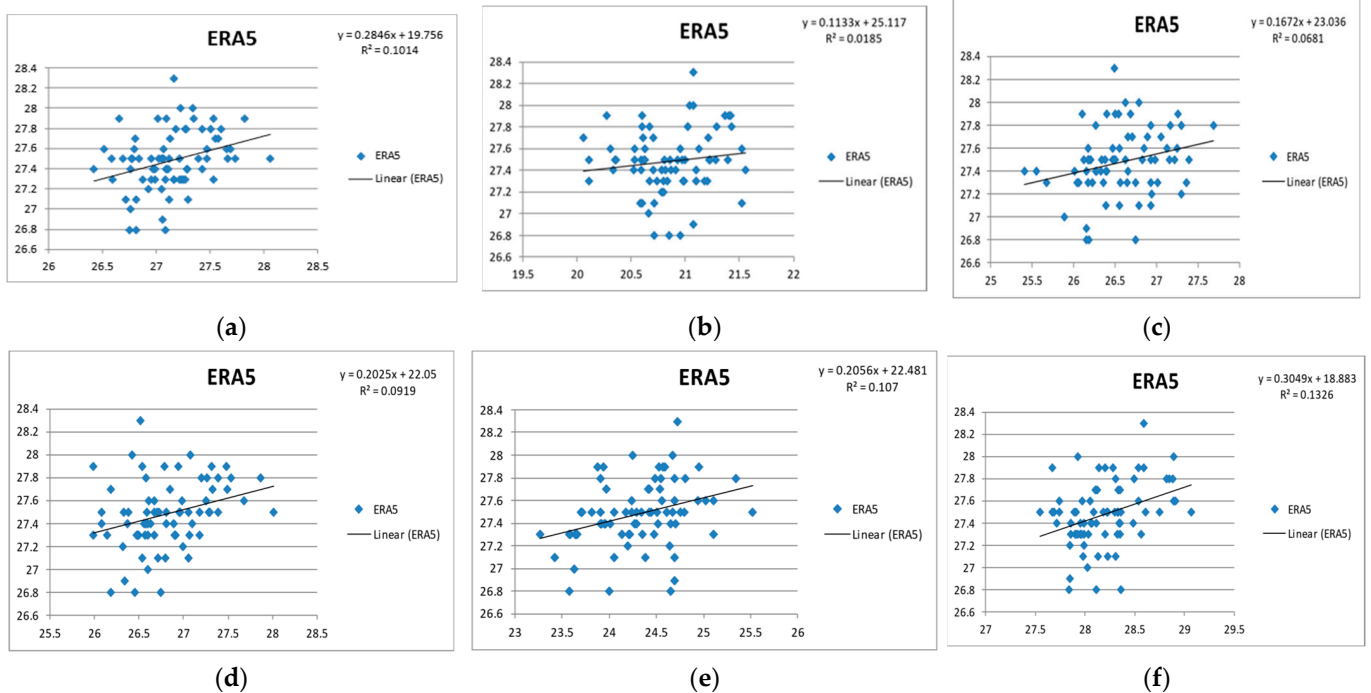 ERA5
y = 0.2846x + 19.756
R² = 0.1014
28.4
28.2
28
27.8
27.6
27.4
27.2
27
26.8
26.6
26 26.5 27 27.5 28 28.5
ERA5
Linear (ERA5)
(a)
ERA5
y = 0.1133x + 25.117
R² = 0.0185
28.4
28.2
28
27.8
27.6
27.4
27.2
27
26.8
26.6
19.5 20 20.5 21 21.5 22
ERA5
Linear (ERA5)
(b)
ERA5
y = 0.1672x + 23.036
R² = 0.0681
28.4
28.2
28
27.8
27.6
27.4
27.2
27
26.8
26.6
25 25.5 26 26.5 27 27.5 28
ERA5
Linear (ERA5)
(c)
ERA5
y = 0.2025x + 22.05
R² = 0.0919
28.4
28.2
28
27.8
27.6
27.4
27.2
27
26.8
26.6
25.5 26 26.5 27 27.5 28 28.5
ERA5
Linear (ERA5)
(d)
ERA5
y = 0.2056x + 22.481
R² = 0.107
28.4
28.2
28
27.8
27.6
27.4
27.2
27
26.8
26.6
23 23.5 24 24.5 25 25.5 26
ERA5
Linear (ERA5)
(e)
ERA5
y = 0.3049x + 18.883
R² = 0.1326
28.4
28.2
28
27.8
27.6
27.4
27.2
27
26.8
26.6
27 27.5 28 28.5 29 29.5
ERA5
Linear (ERA5)
(f)